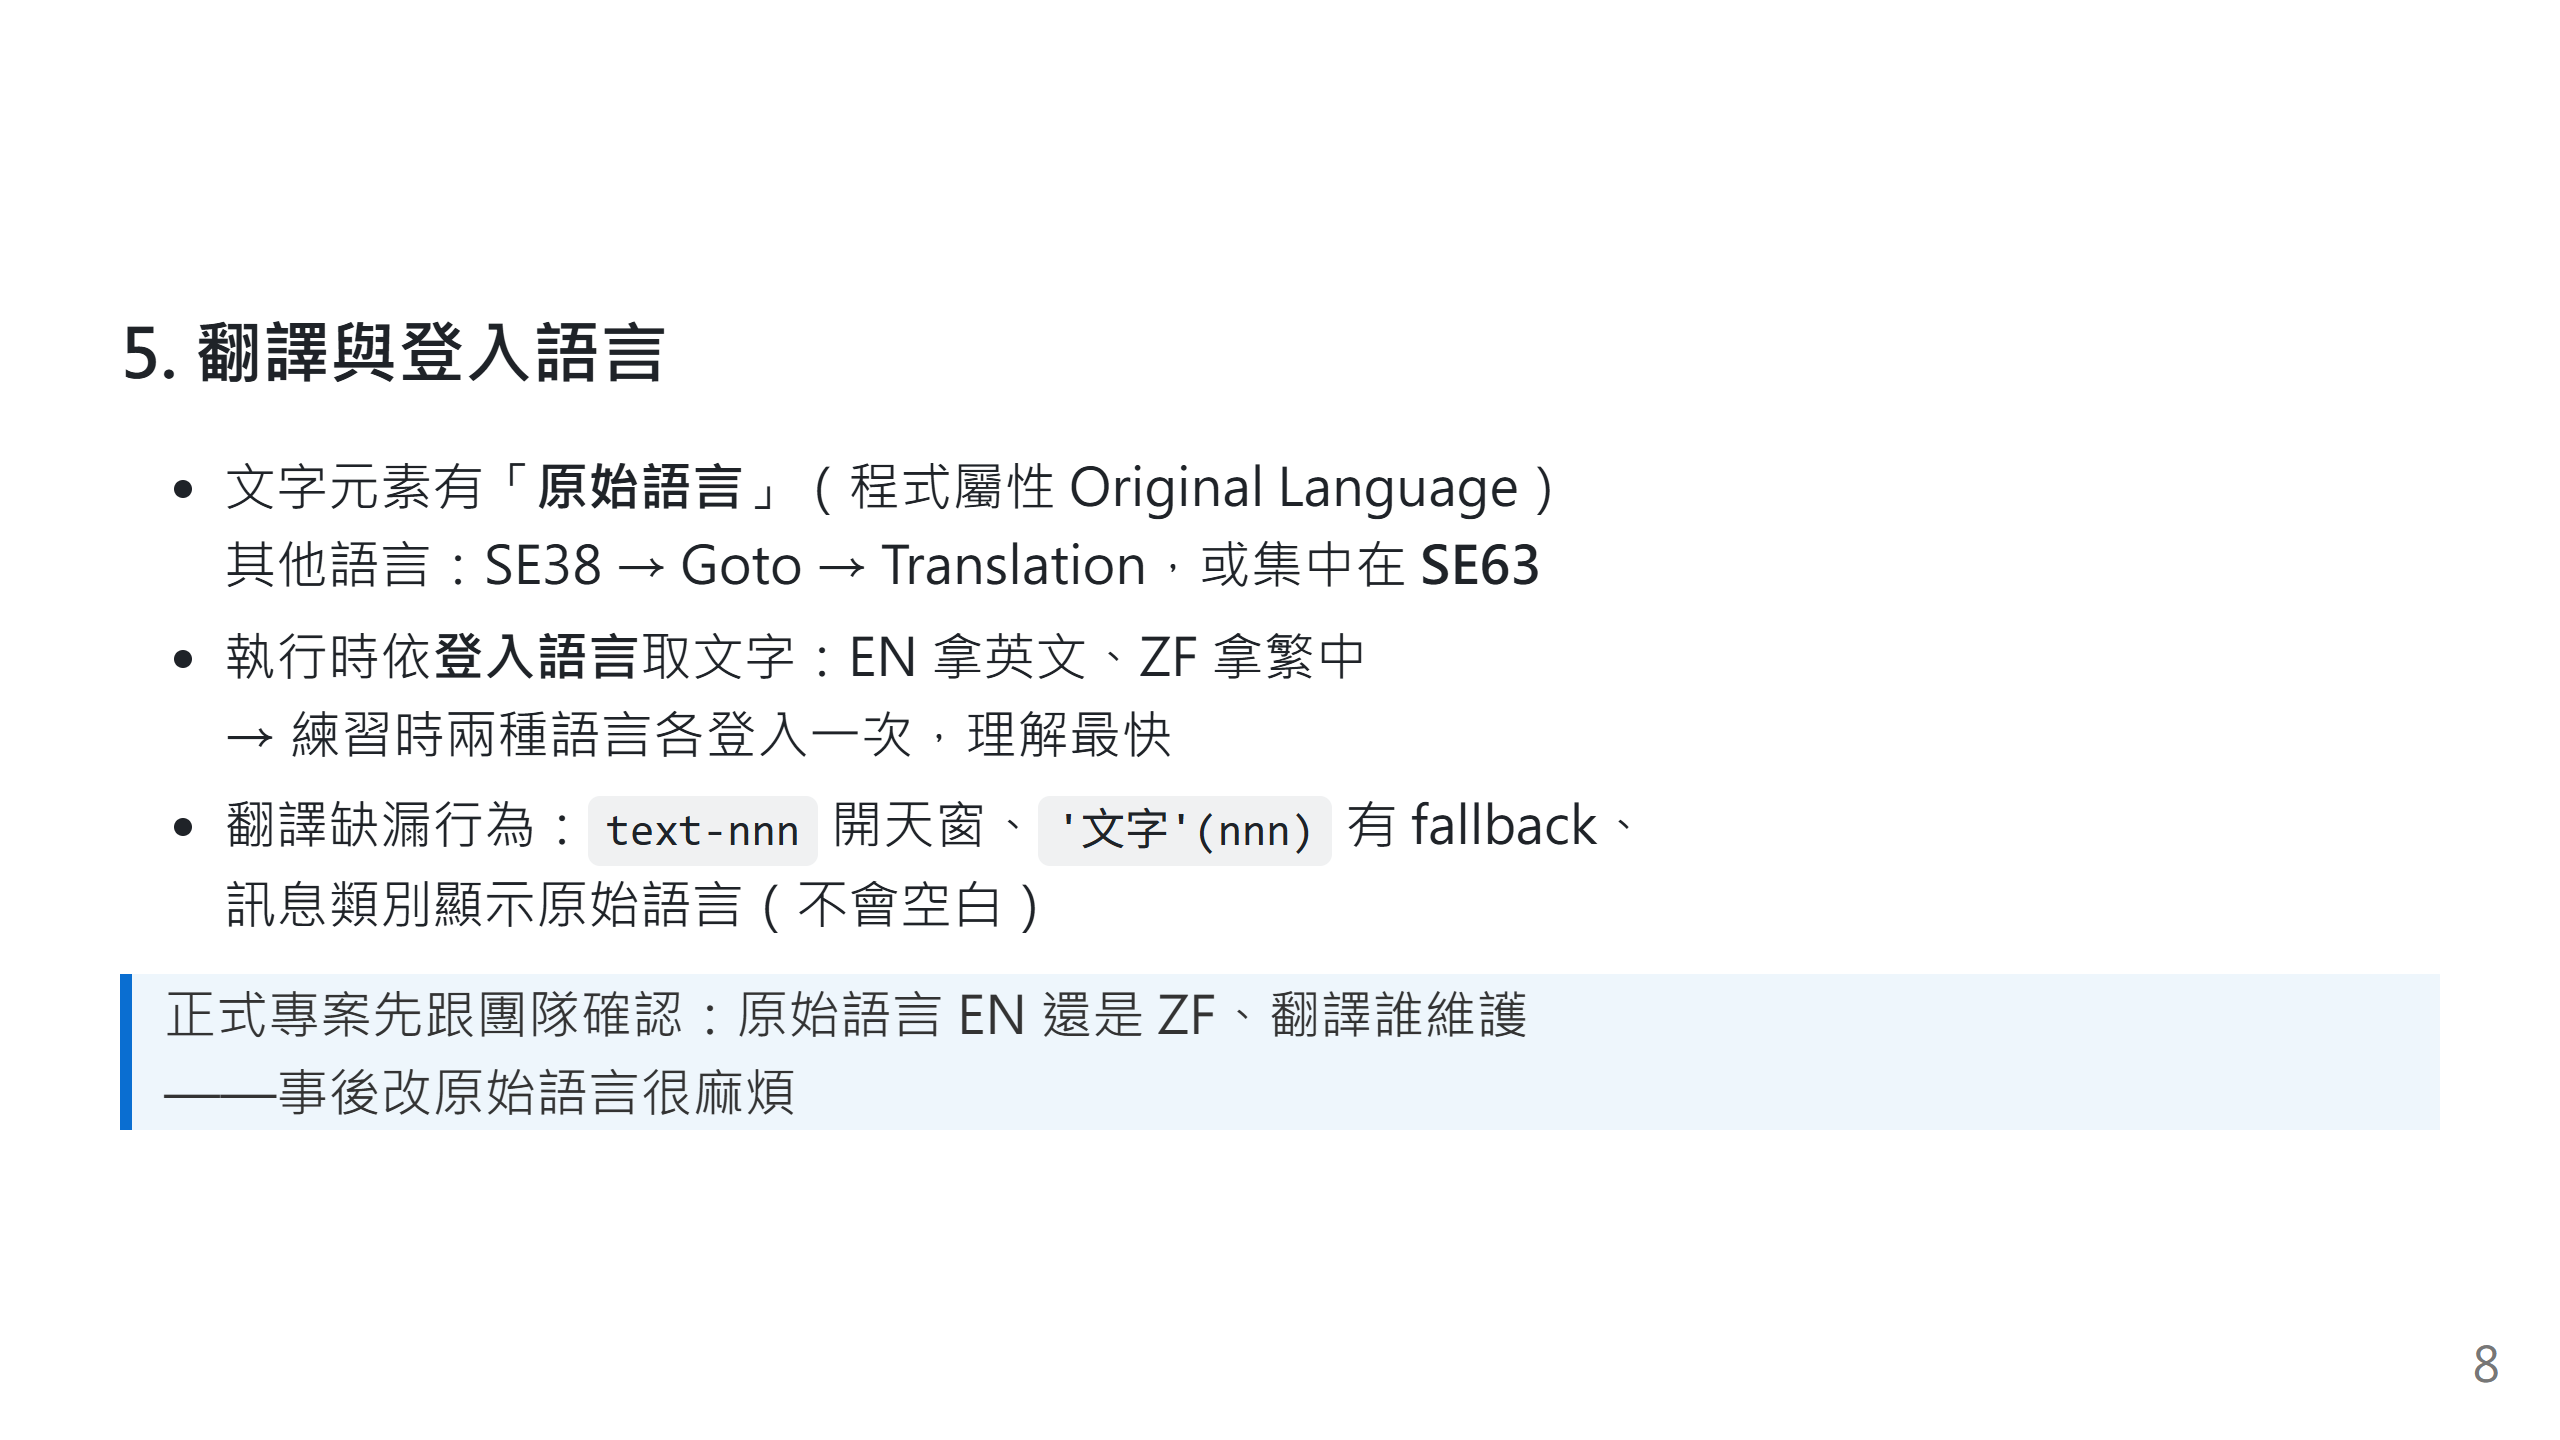 5. 翻譯與登入語言
• 文字元素有「原始語言」（程式屬性 Original Language）
其他語言：SE38 → Goto → Translation，或集中在 SE63
• 執行時依登入語言取文字：EN 拿英文、ZF 拿繁中
→ 練習時兩種語言各登入一次，理解最快
• 翻譯缺漏行為：text-nnn 開天窗、'文字'(nnn) 有 fallback、
訊息類別顯示原始語言（不會空白）
正式專案先跟團隊確認：原始語言 EN 還是 ZF、翻譯誰維護
——事後改原始語言很麻煩
8